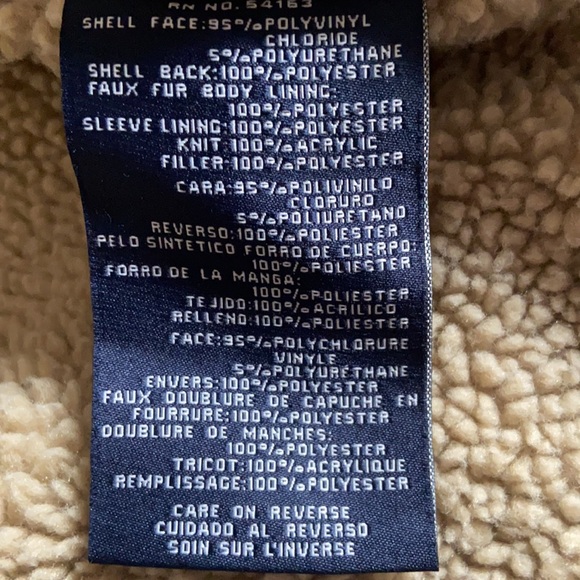 RN NO. 54163
SHELL FACE:95%POLYVINYL
CHLORIDE
5%POLYURETHANE
SHELL BACK:100%POLYESTER
FAUX FUR BODY LINING:
100%POLYESTER
SLEEVE LINING:100%POLYESTER
KNIT:100%ACRYLIC
FILLER:100%POLYESTER
CARA:95%POLIVINILO
CLORURO
5%POLIURETANO
REVERSO:100%POLIESTER
PELO SINTETICO FORRO DE CUERPO:
100%POLIESTER
FORRO DE LA MANGA:
100%POLIESTER
TEJIDO:100%ACRILICO
RELLENO:100%POLIESTER
FACE:95%POLYCHLORURE
VINYLE
5%POLYURÉTHANE
ENVERS:100%POLYESTER
FAUX DOUBLURE DE CAPUCHE EN
FOURRURE:100%POLYESTER
DOUBLURE DE MANCHES:
100%POLYESTER
TRICOT:100%ACRYLIQUE
REMPLISSAGE:100%POLYESTER
CARE ON REVERSE
CUIDADO AL REVERSO
SOIN SUR L'INVERSE